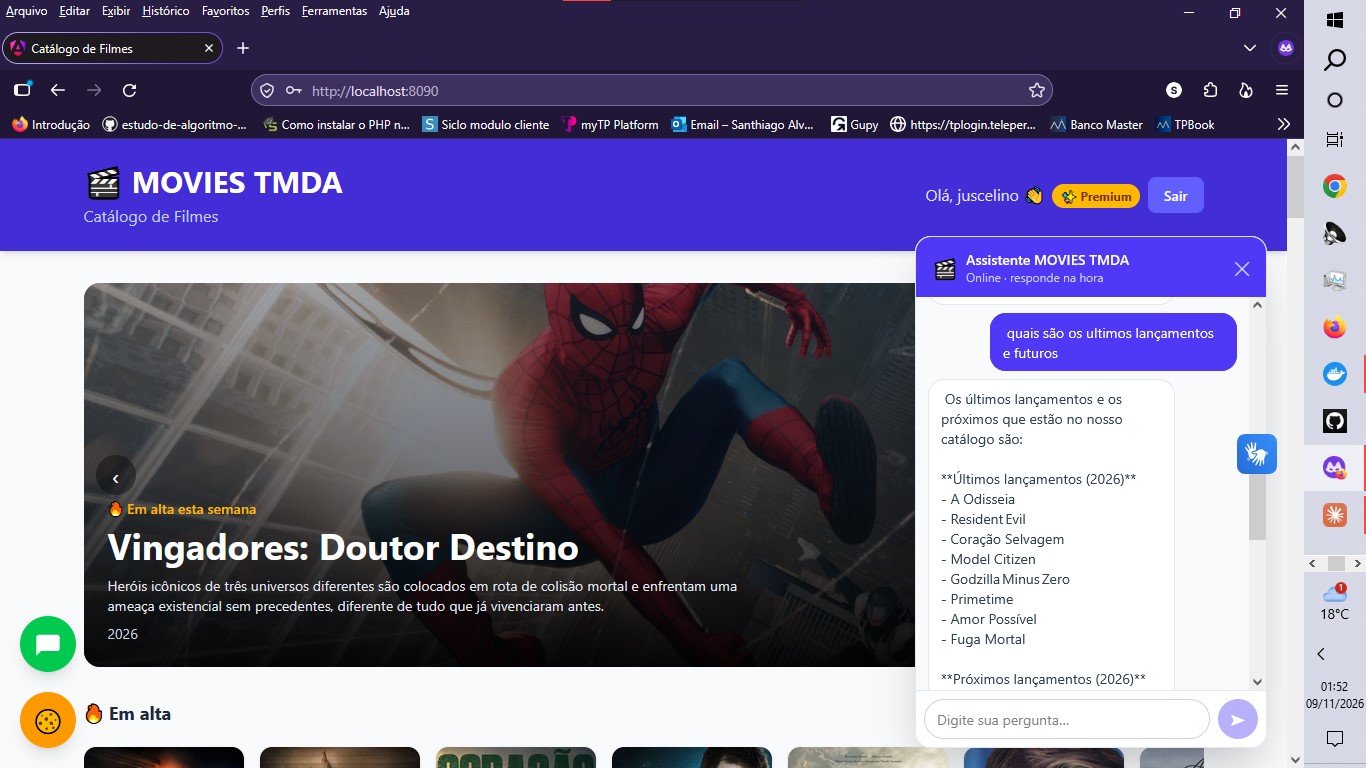 Arquivo Editar Exibir Histórico Favoritos Perfis Ferramentas Ajuda
Catálogo de Filmes
http://localhost:8090
S
Introdução estudo-de-algoritmo-... Como instalar o PHP n... S Siclo modulo cliente myTP Platform Email – Santhiago Alv... Gupy https://tplogin.teleper... Banco Master TPBook
MOVIES TMDA
Catálogo de Filmes
Olá, juscelino Premium Sair
Assistente MOVIES TMDA
Online · responde na hora
quais são os ultimos lançamentos
e futuros
Os últimos lançamentos e os
próximos que estão no nosso
catálogo são:
**Últimos lançamentos (2026)**
- A Odisseia
- Resident Evil
- Coração Selvagem
- Model Citizen
- Godzilla Minus Zero
- Primetime
- Amor Possível
- Fuga Mortal
**Próximos lançamentos (2026)**
Digite sua pergunta...
Em alta esta semana
Vingadores: Doutor Destino
Heróis icônicos de três universos diferentes são colocados em rota de colisão mortal e enfrentam uma
ameaça existencial sem precedentes, diferente de tudo que já vivenciaram antes.
2026
Em alta
CORAÇÃO
1
18°C
01:52
09/11/2026